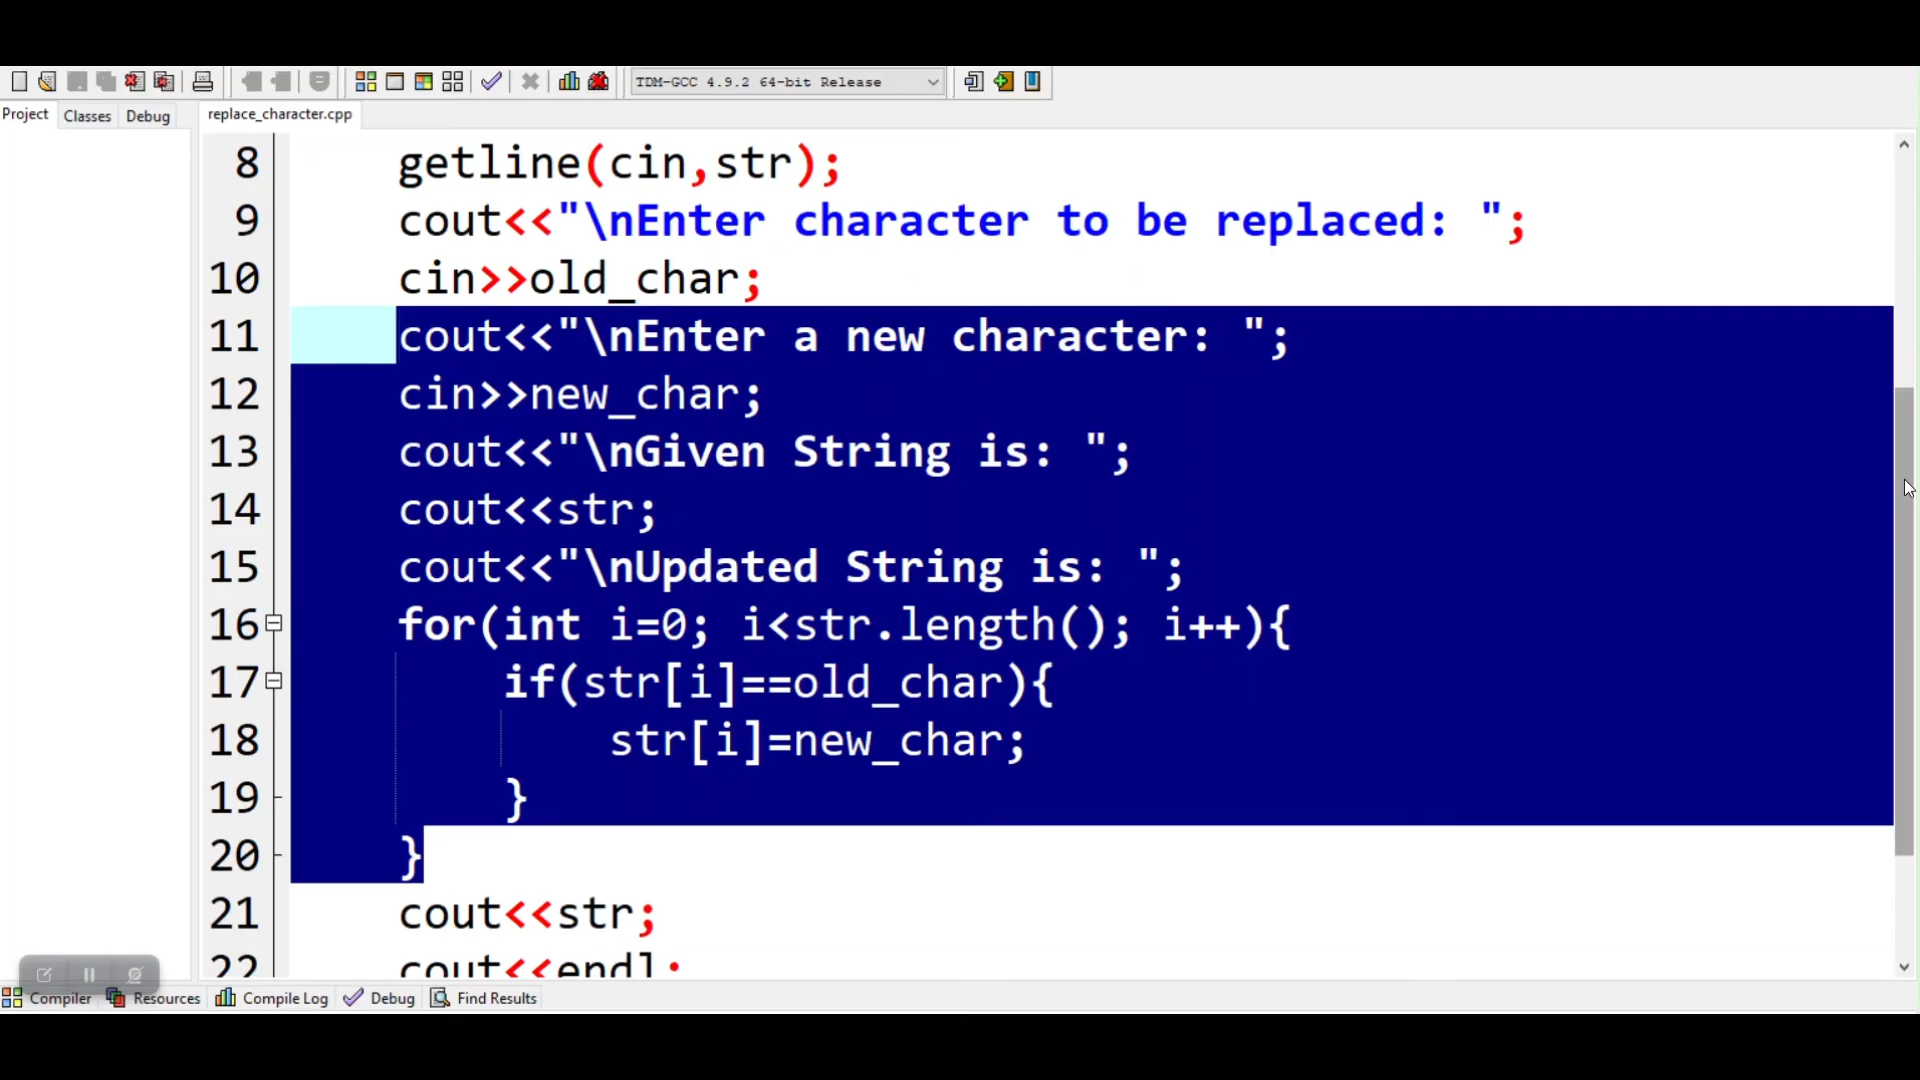 TDM-GCC 4.9.2 64-bit Release
Project Classes Debug replace_character.cpp
8 getline(cin,str);
9 cout<<"\nEnter character to be replaced: ";
10 cin>>old_char;
11 cout<<"\nEnter a new character: ";
12 cin>>new_char;
13 cout<<"\nGiven String is: ";
14 cout<<str;
15 cout<<"\nUpdated String is: ";
16 for(int i=0; i<str.length(); i++){
17 if(str[i]==old_char){
18 str[i]=new_char;
19 }
20 }
21 cout<<str;
22 cout<<endl;
Compiler Resources Compile Log Debug Find Results